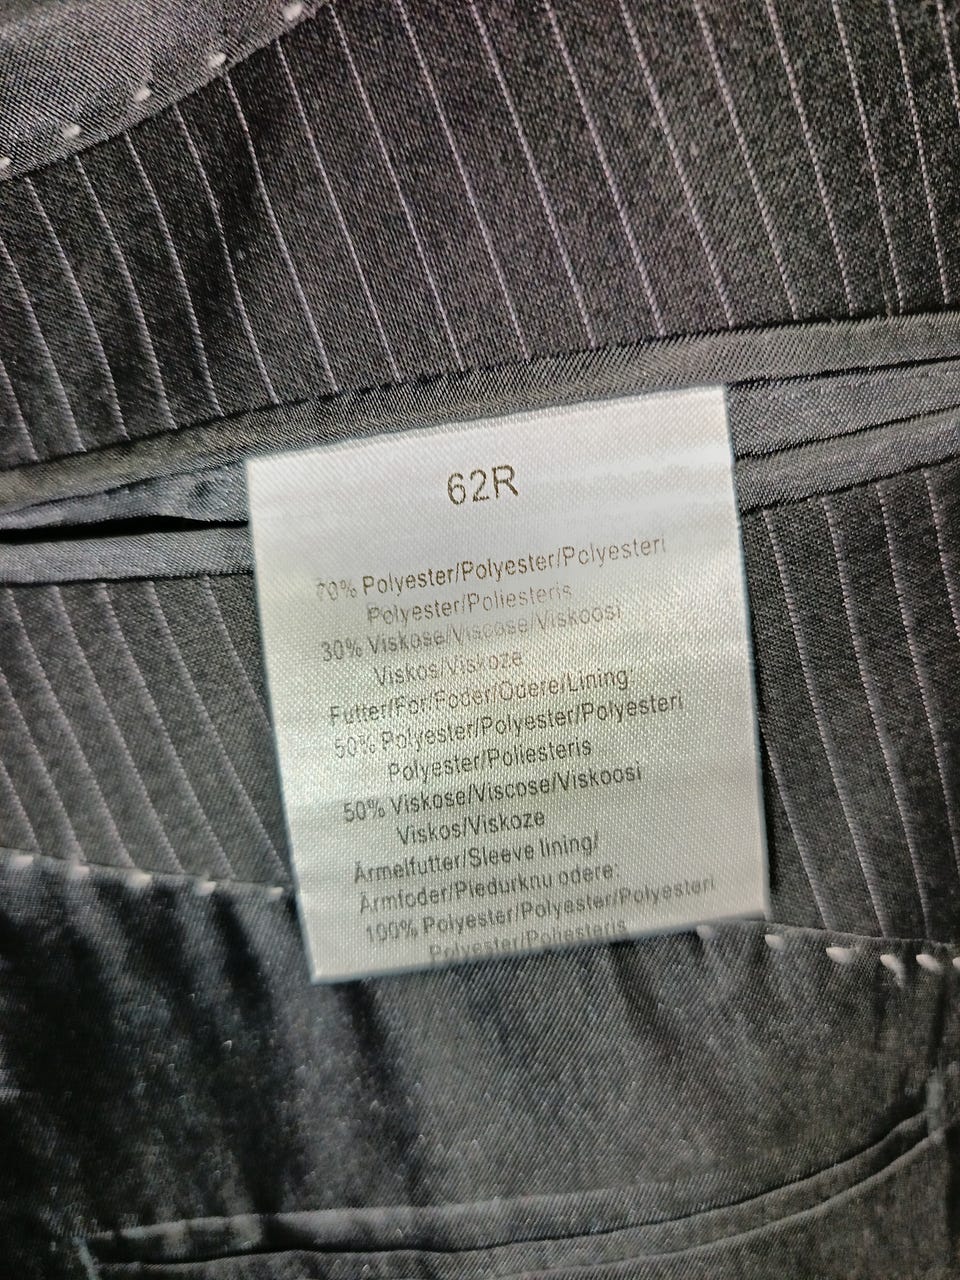 62R
70% Polyester/Polyester/Polyesteri
Polyester/Poliesteris
30% Viskose/Viscose/Viskoosi
Viskos/Viskoze
Futter/For/Foder/Odere/Lining:
50% Polyester/Polyester/Polyesteri
Polyester/Poliesteris
50% Viskose/Viscose/Viskoosi
Viskos/Viskoze
Ärmelfutter/Sleeve lining/
Ärmfoder/Piedurknu odere:
100% Polyester/Polyester/Polyesteri
Polyester/Poliesteris